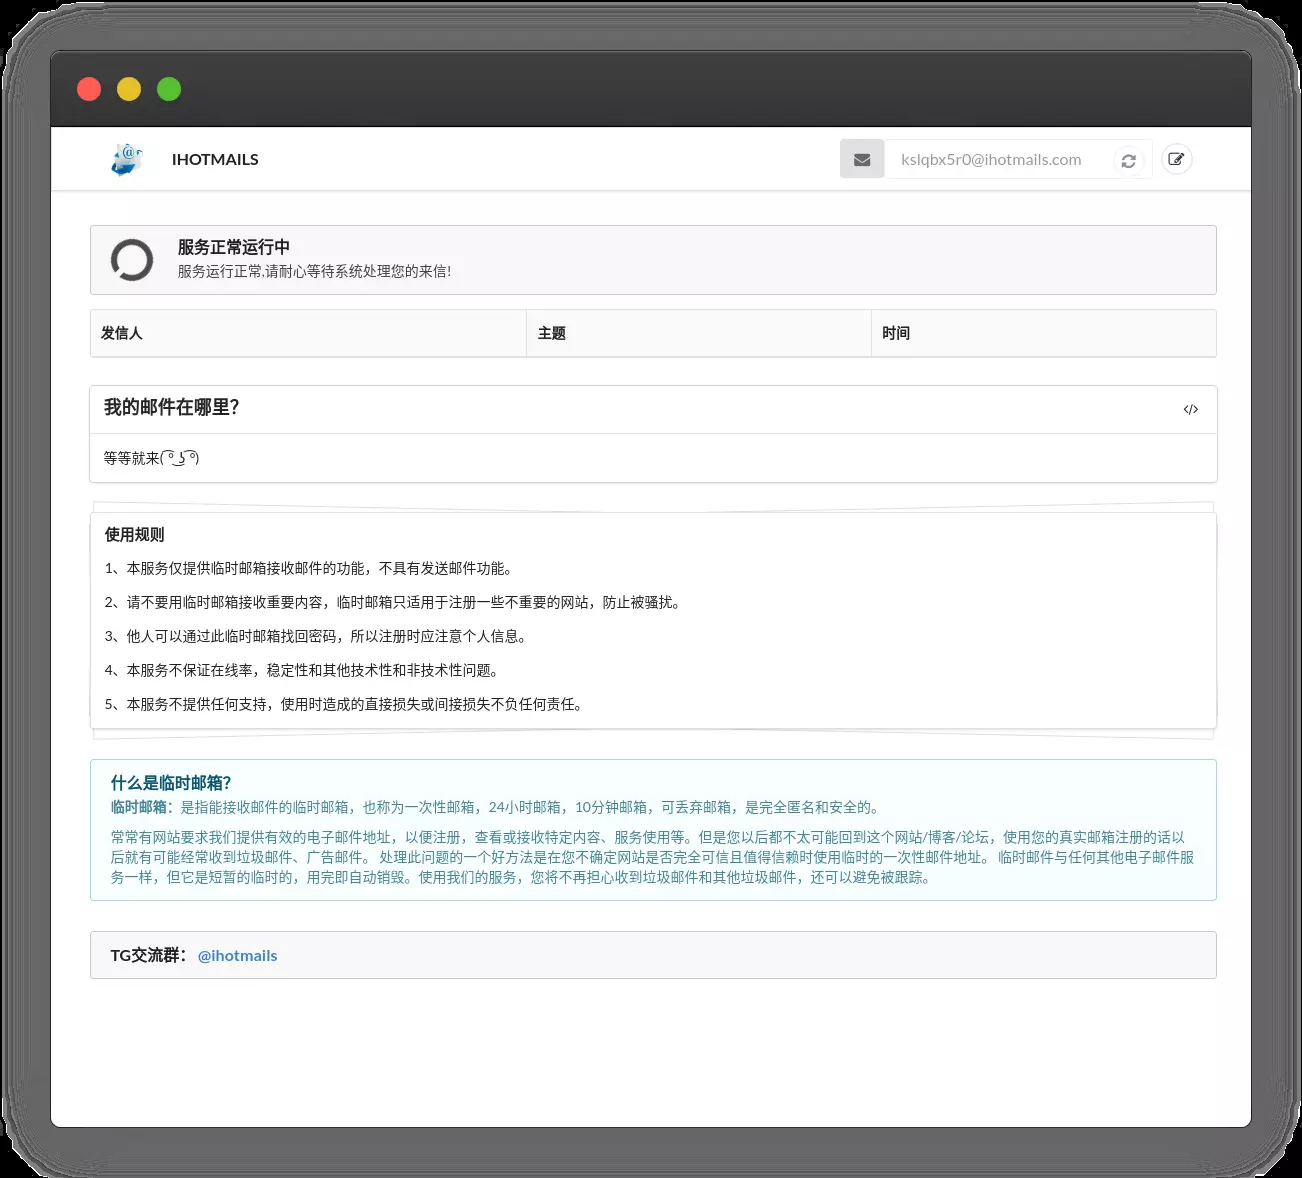 IHOTMAILS
kslqbx5r0@ihotmails.com
服务正常运行中
服务运行正常,请耐心等待系统处理您的来信!
发信人
主题
时间
我的邮件在哪里？
</>
等等就来( ͡° ͜ʖ ͡°)
使用规则
1、本服务仅提供临时邮箱接收邮件的功能，不具有发送邮件功能。
2、请不要用临时邮箱接收重要内容，临时邮箱只适用于注册一些不重要的网站，防止被骚扰。
3、他人可以通过此临时邮箱找回密码，所以注册时应注意个人信息。
4、本服务不保证在线率，稳定性和其他技术性和非技术性问题。
5、本服务不提供任何支持，使用时造成的直接损失或间接损失不负任何责任。
什么是临时邮箱？
临时邮箱：是指能接收邮件的临时邮箱，也称为一次性邮箱，24小时邮箱，10分钟邮箱，可丢弃邮箱，是完全匿名和安全的。
常常有网站要求我们提供有效的电子邮件地址，以便注册，查看或接收特定内容、服务使用等。但是您以后都不太可能回到这个网站/博客/论坛，使用您的真实邮箱注册的话以
后就有可能经常收到垃圾邮件、广告邮件。 处理此问题的一个好方法是在您不确定网站是否完全可信且值得信赖时使用临时的一次性邮件地址。 临时邮件与任何其他电子邮件服
务一样，但它是短暂的临时的，用完即自动销毁。使用我们的服务，您将不再担心收到垃圾邮件和其他垃圾邮件，还可以避免被跟踪。
TG交流群： @ihotmails